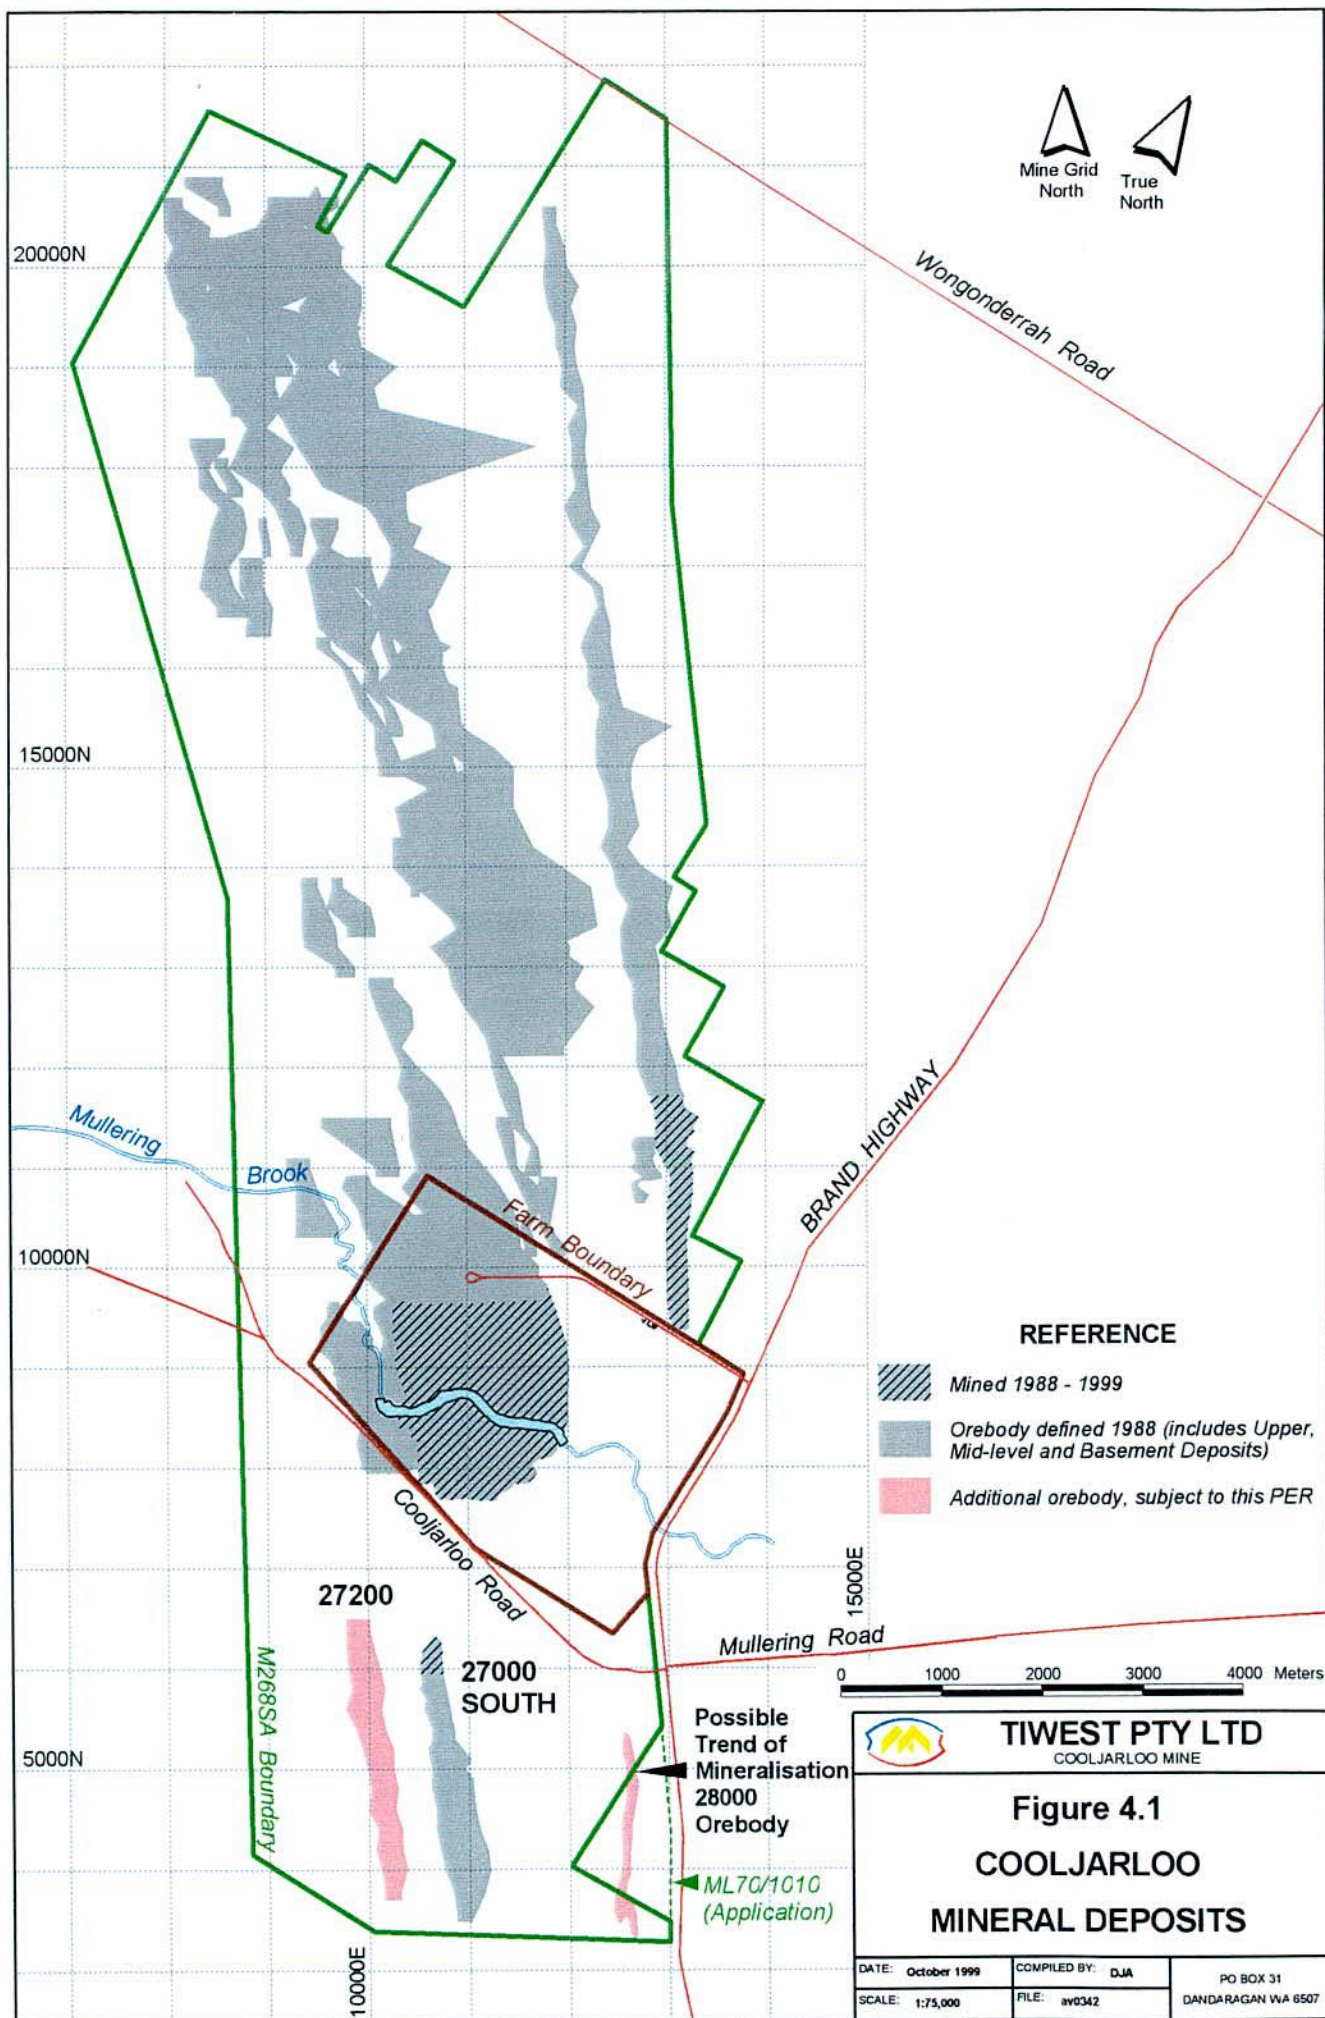 Mine Grid
North
True
North
Wongonderrah Road
20000N
15000N
Mullering
Brook
BRAND HIGHWAY
Farm Boundary
10000N
REFERENCE
Mined 1988 - 1999
Orebody defined 1988 (includes Upper,
Mid-level and Basement Deposits)
Additional orebody, subject to this PER
Cooljarloo Road
15000E
27200
Mullering Road
27000
SOUTH
M268SA Boundary
0 1000 2000 3000 4000 Meters
Possible
Trend of
Mineralisation
28000
Orebody
5000N
ML70/1010
(Application)
10000E
TIWEST PTY LTD
COOLJARLOO MINE
Figure 4.1
COOLJARLOO
MINERAL DEPOSITS
DATE: October 1999
COMPILED BY: DJA
PO BOX 31
DANDARAGAN WA 6507
SCALE: 1:75,000
FILE: av0342